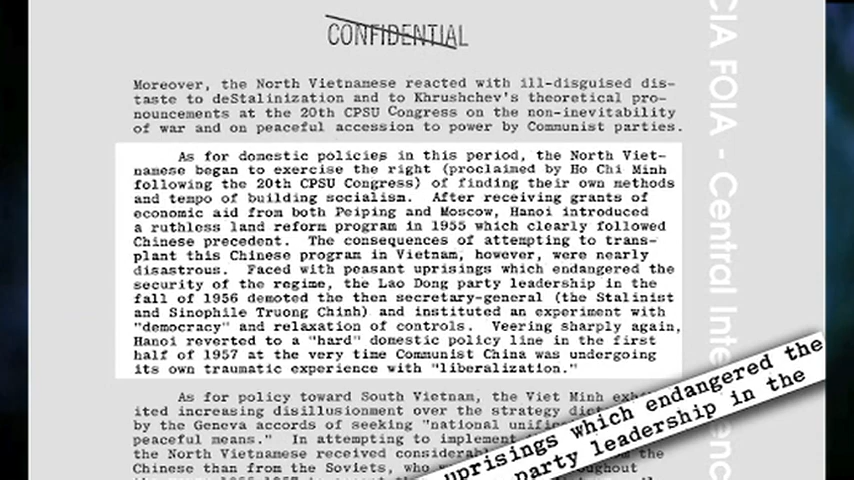 CONFIDENTIAL
Moreover, the North Vietnamese reacted with ill-disguised dis-
taste to deStalinization and to Khrushchev's theoretical pro-
nouncements at the 20th CPSU Congress on the non-inevitability
of war and on peaceful accession to power by Communist parties.
As for domestic policies in this period, the North Viet-
namese began to exercise the right (proclaimed by Ho Chi Minh
following the 20th CPSU Congress) of finding their own methods
and tempo of building socialism. After receiving grants of
economic aid from both Peiping and Moscow, Hanoi introduced
a ruthless land reform program in 1955 which clearly followed
Chinese precedent. The consequences of attempting to trans-
plant this Chinese program in Vietnam, however, were nearly
disastrous. Faced with peasant uprisings which endangered the
security of the regime, the Lao Dong party leadership in the
fall of 1956 demoted the then secretary-general (the Stalinist
and Sinophile Truong Chinh) and instituted an experiment with
"democracy" and relaxation of controls. Veering sharply again,
Hanoi reverted to a "hard" domestic policy line in the first
half of 1957 at the very time Communist China was undergoing
its own traumatic experience with "liberalization."
As for policy toward South Vietnam, the Viet Minh
ited increasing disillusionment over the strategy
by the Geneva accords of seeking "national
peaceful means." In attempting to implement
the North Vietnamese received the
Chinese than from the Soviets,
uprisings which endangered the
party leadership in the
CIA FOIA - Central